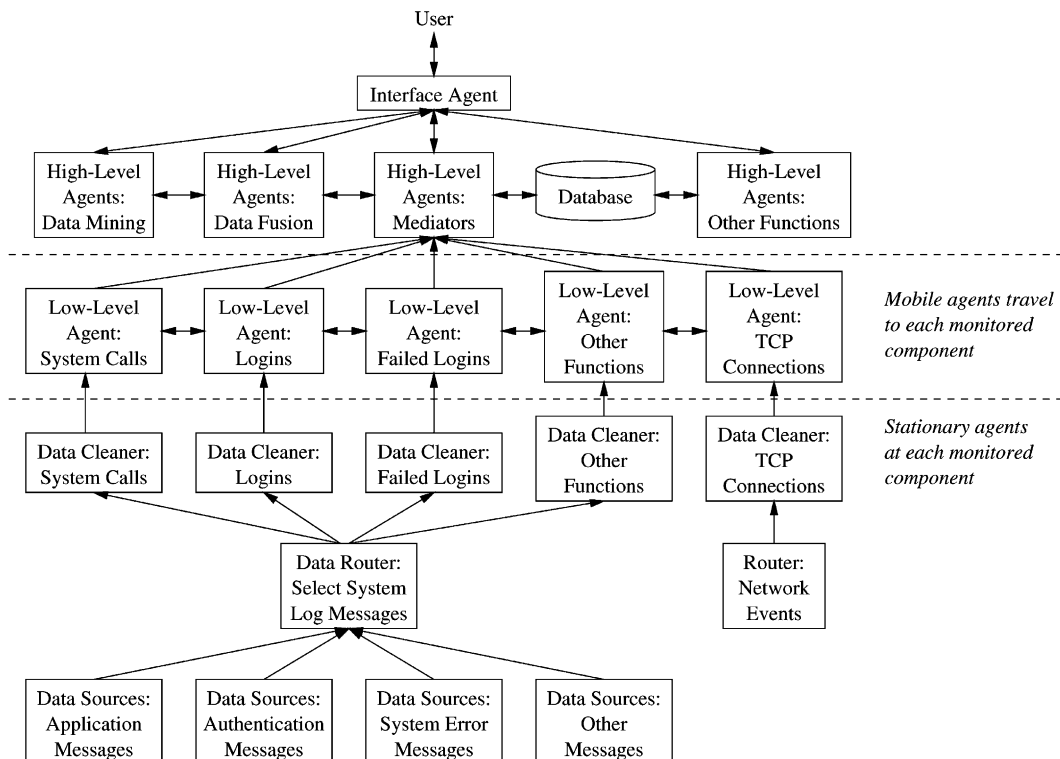 User
Interface Agent
High-Level
Agents:
Data Mining
High-Level
Agents:
Data Fusion
High-Level
Agents:
Mediators
Database
High-Level
Agents:
Other Functions
Low-Level
Agent:
System Calls
Low-Level
Agent:
Logins
Low-Level
Agent:
Failed Logins
Low-Level
Agent:
Other
Functions
Low-Level
Agent:
TCP
Connections
Mobile agents travel
to each monitored
component
Data Cleaner:
System Calls
Data Cleaner:
Logins
Data Cleaner:
Failed Logins
Data Cleaner:
Other
Functions
Data Cleaner:
TCP
Connections
Stationary agents
at each monitored
component
Data Router:
Select System
Log Messages
Router:
Network
Events
Data Sources:
Application
Messages
Data Sources:
Authentication
Messages
Data Sources:
System Error
Messages
Data Sources:
Other
Messages